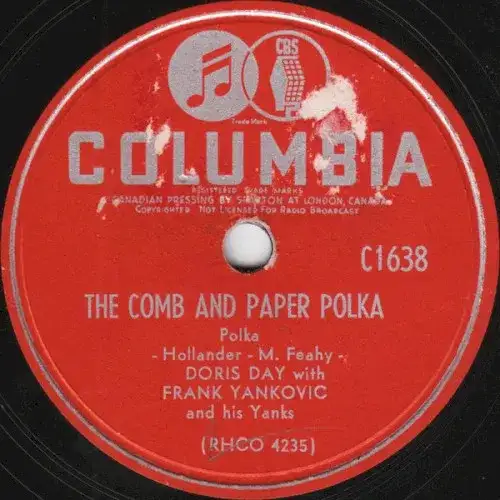 CBS
Trade Mark
COLUMBIA
REGISTERED TRADE MARKS
A CANADIAN PRESSING BY SPARTON AT LONDON, CANADA
COPYRIGHTED NOT LICENSED FOR RADIO BROADCAST
C1638
THE COMB AND PAPER POLKA
Polka
- Hollander - M. Feahy -
DORIS DAY with
FRANK YANKOVIC
and his Yanks
(RHCO 4235)